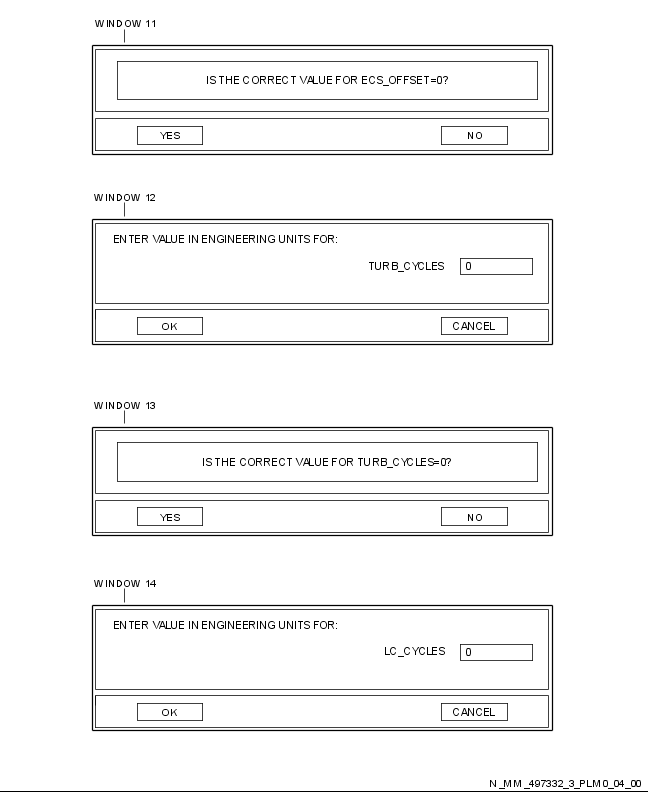 WINDOW 11
IS THE CORRECT VALUE FOR ECS_OFFSET=0?
YES NO
WINDOW 12
ENTER VALUE IN ENGINEERING UNITS FOR:
TURB_CYCLES 0
OK CANCEL
WINDOW 13
IS THE CORRECT VALUE FOR TURB_CYCLES=0?
YES NO
WINDOW 14
ENTER VALUE IN ENGINEERING UNITS FOR:
LC_CYCLES 0
OK CANCEL
N_MM_497332_3_PLM0_04_00